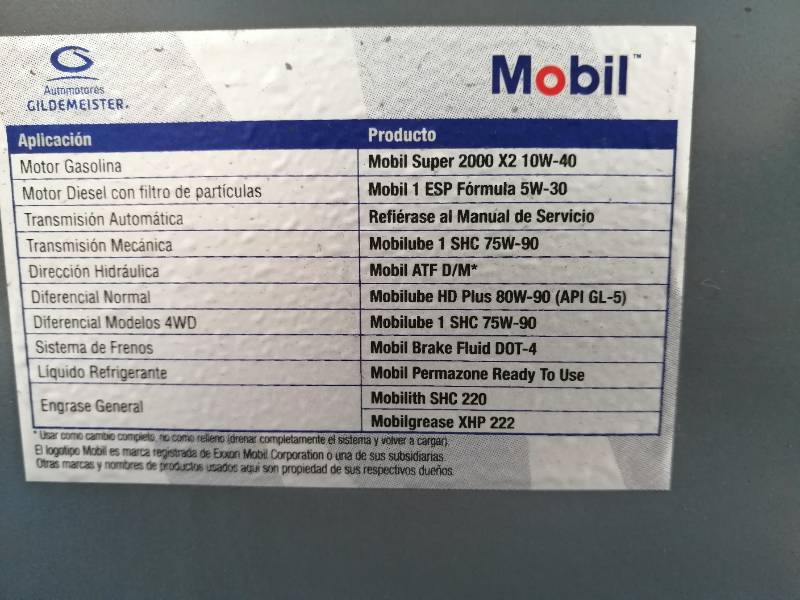 Automotores
GILDEMEISTER.
Mobil™
Aplicación Producto
Motor Gasolina Mobil Super 2000 X2 10W-40
Motor Diesel con filtro de partículas Mobil 1 ESP Fórmula 5W-30
Transmisión Automática Refiérase al Manual de Servicio
Transmisión Mecánica Mobilube 1 SHC 75W-90
Dirección Hidráulica Mobil ATF D/M*
Diferencial Normal Mobilube HD Plus 80W-90 (API GL-5)
Diferencial Modelos 4WD Mobilube 1 SHC 75W-90
Sistema de Frenos Mobil Brake Fluid DOT-4
Líquido Refrigerante Mobil Permazone Ready To Use
Engrase General Mobilith SHC 220
Mobilgrease XHP 222
* Usar como cambio completo, no como relleno (drenar completamente el sistema y volver a cargar).
El logotipo Mobil es marca registrada de Exxon Mobil Corporation o una de sus subsidiarias.
Otras marcas y nombres de productos usados aquí son propiedad de sus respectivos dueños.